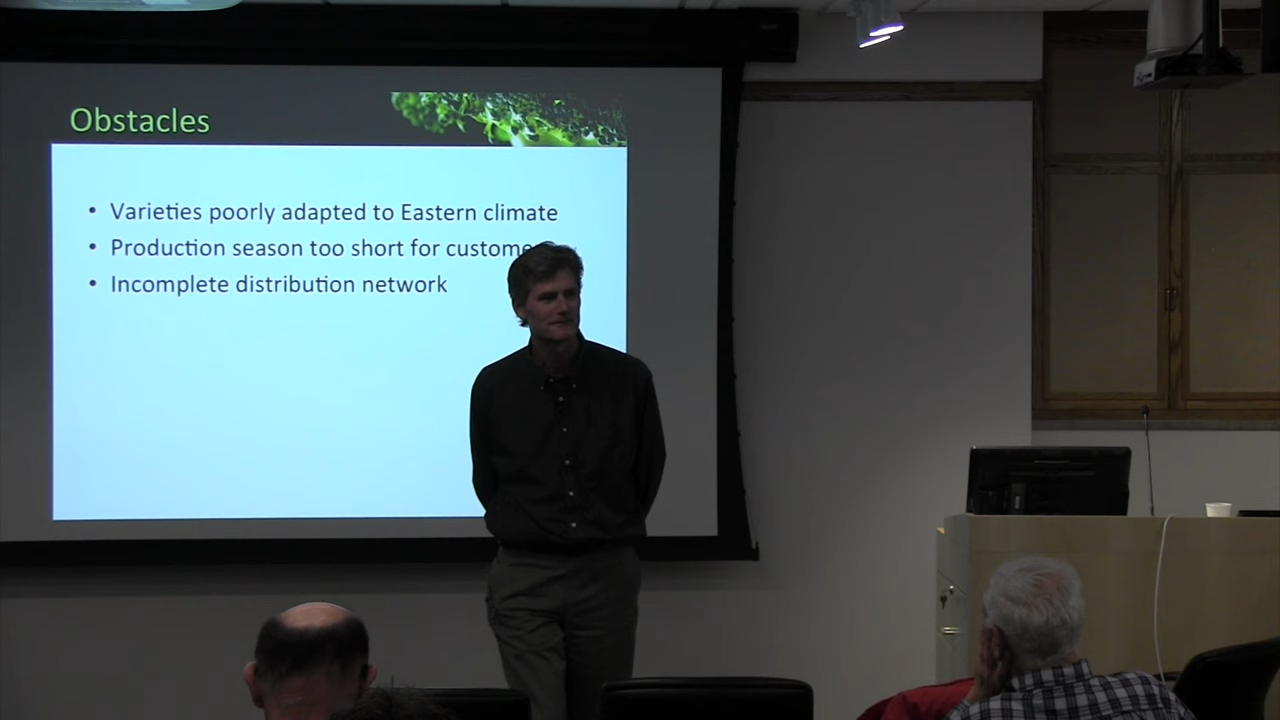 Obstacles
• Varieties poorly adapted to Eastern climate
• Production season too short for
• Incomplete distribution network